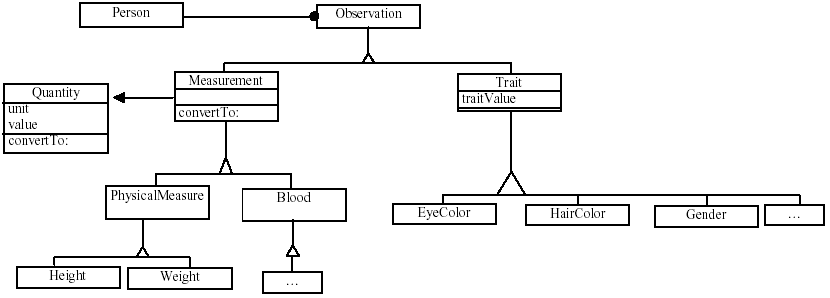 Person
Observation
Measurement
convertTo:
Trait
traitValue
Quantity
unit
value
convertTo:
PhysicalMeasure
Blood
EyeColor
HairColor
Gender
...
Height
Weight
...